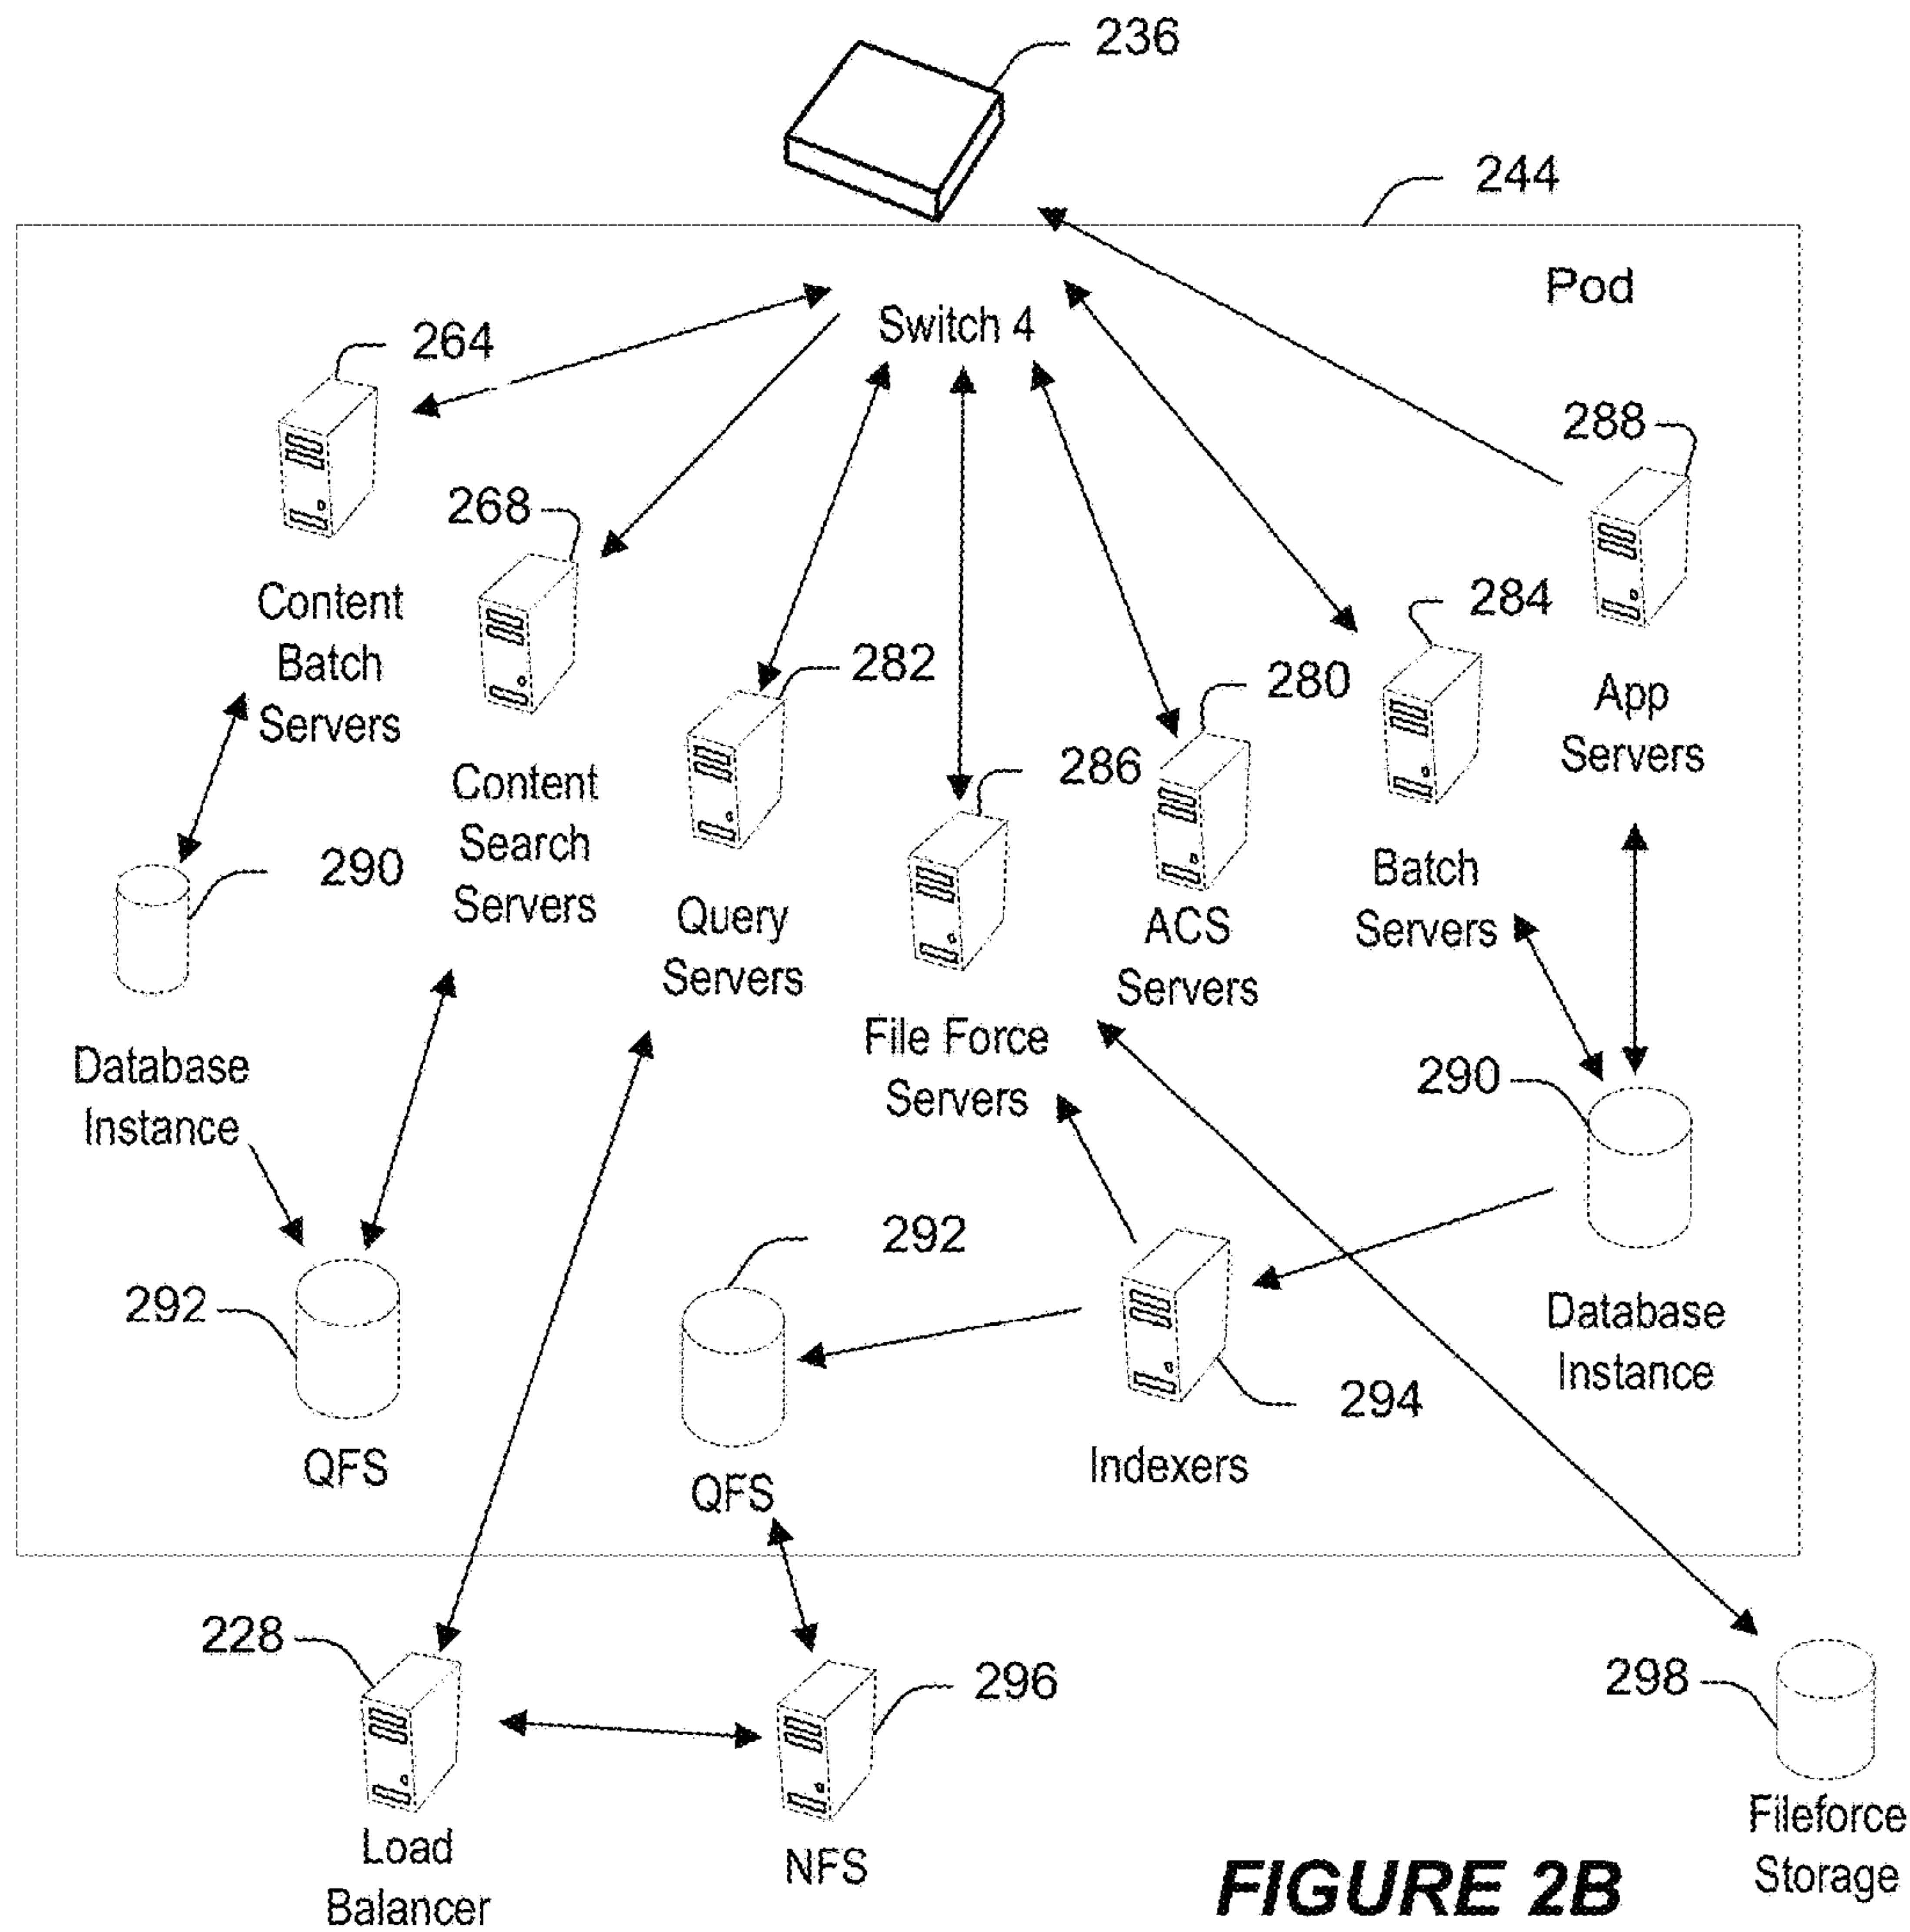 236
244
Pod
Switch 4
264
288
268
284
Content
Batch
Servers
282
280
App
Servers
286
Content
Search
Servers
290
Batch
Servers
Query
Servers
ACS
Servers
File Force
Servers
Database
Instance
290
292
292
Database
Instance
294
QFS
Indexers
QFS
228
296
298
Load
Balancer
NFS
Fileforce
Storage
FIGURE 2B